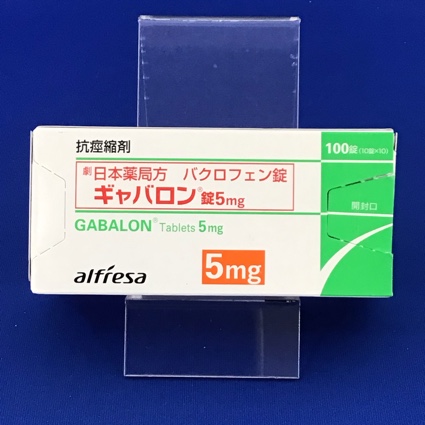 抗痙縮剤
100錠(10錠×10)
劇 日本薬局方 バクロフェン錠
ギャバロン®錠5mg
GABALON® Tablets 5mg
開封口
5mg
alfresa